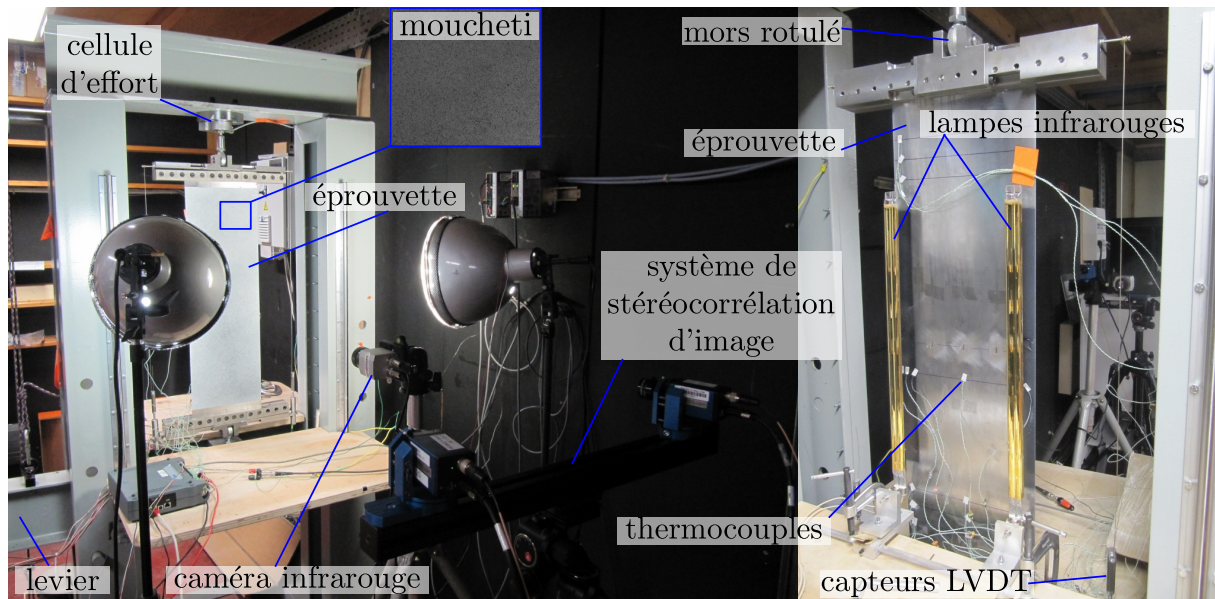 cellule
d'effort
moucheti
éprouvette
système de
stéréocorrélation
d'image
levier
caméra infrarouge
mors rotulé
éprouvette
lampes infrarouges
thermocouples
capteurs LVDT